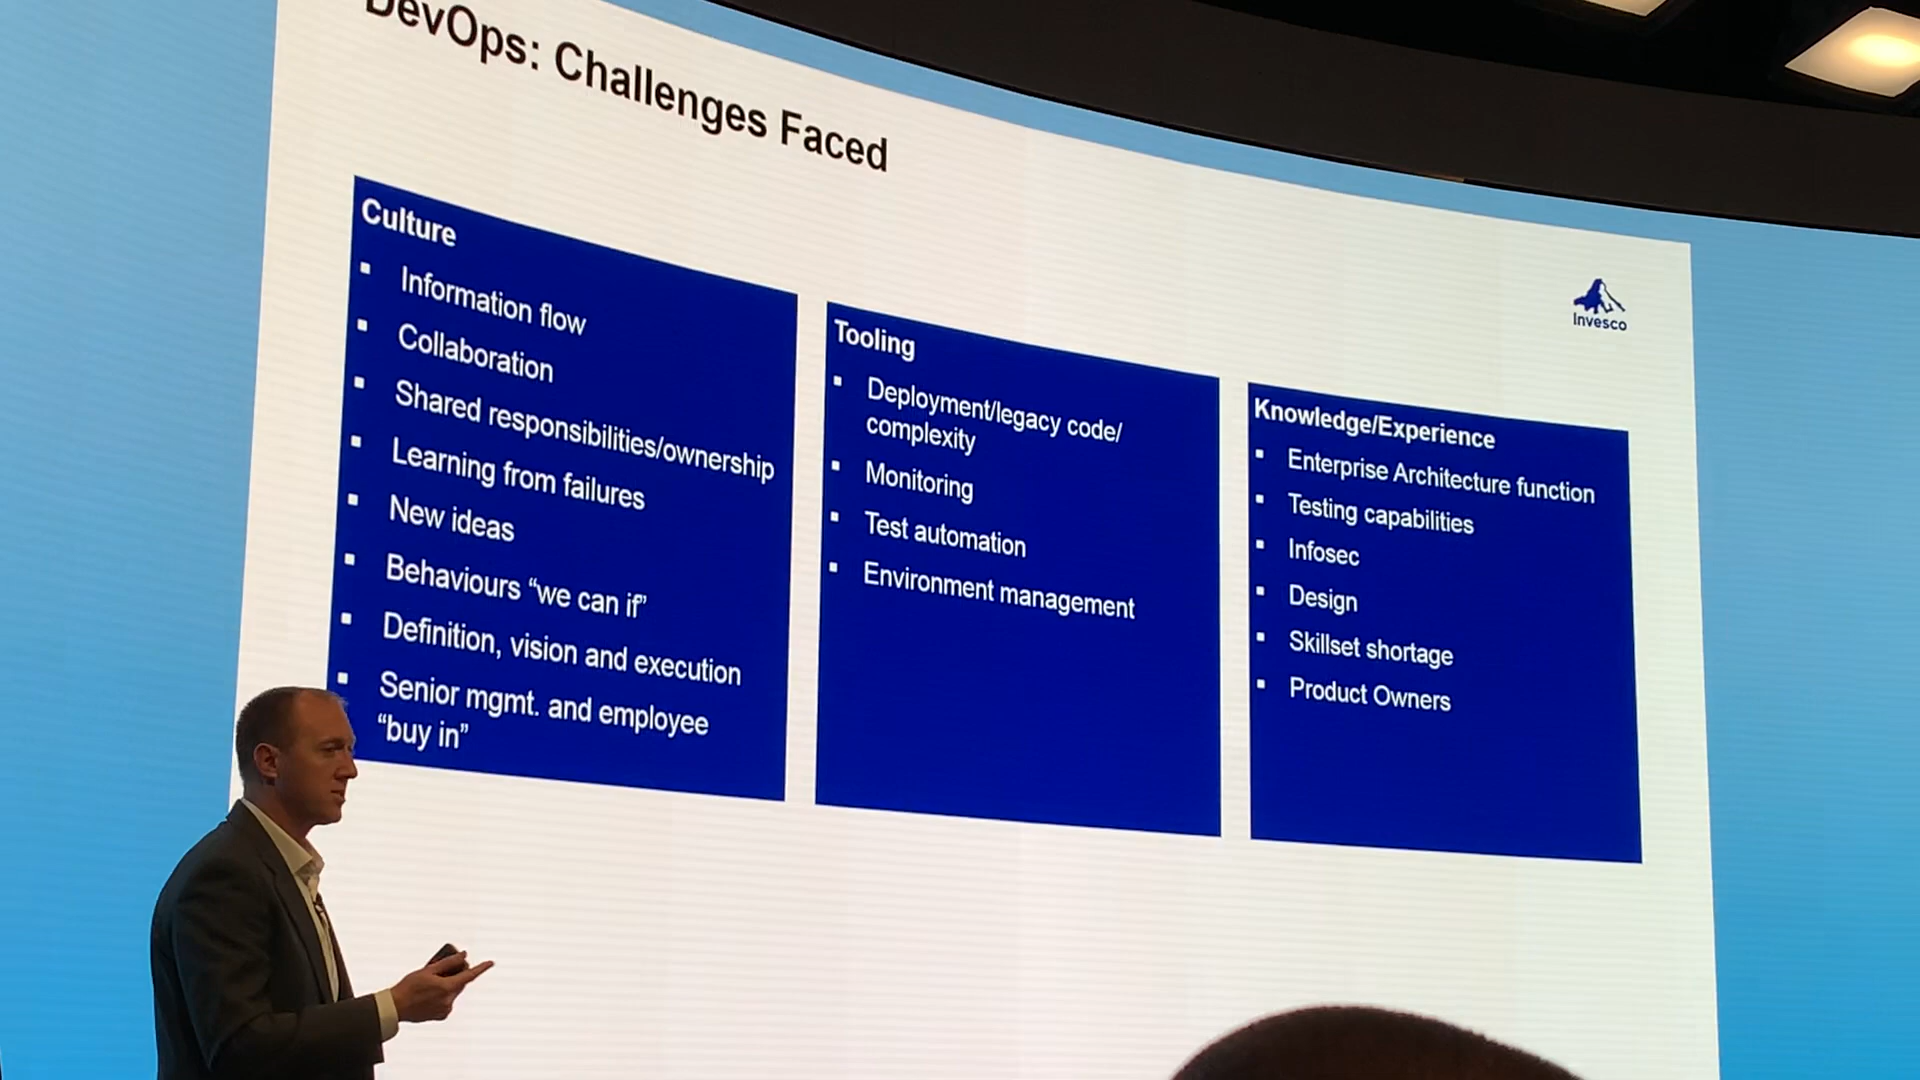 DevOps: Challenges Faced
Culture
Information flow
Collaboration
Shared responsibilities/ownership
Learning from failures
New ideas
Behaviours “we can if”
Definition, vision and execution
Senior mgmt. and employee
“buy in”
Tooling
Deployment/legacy code/
complexity
Monitoring
Test automation
Environment management
Invesco
Knowledge/Experience
Enterprise Architecture function
Testing capabilities
Infosec
Design
Skillset shortage
Product Owners